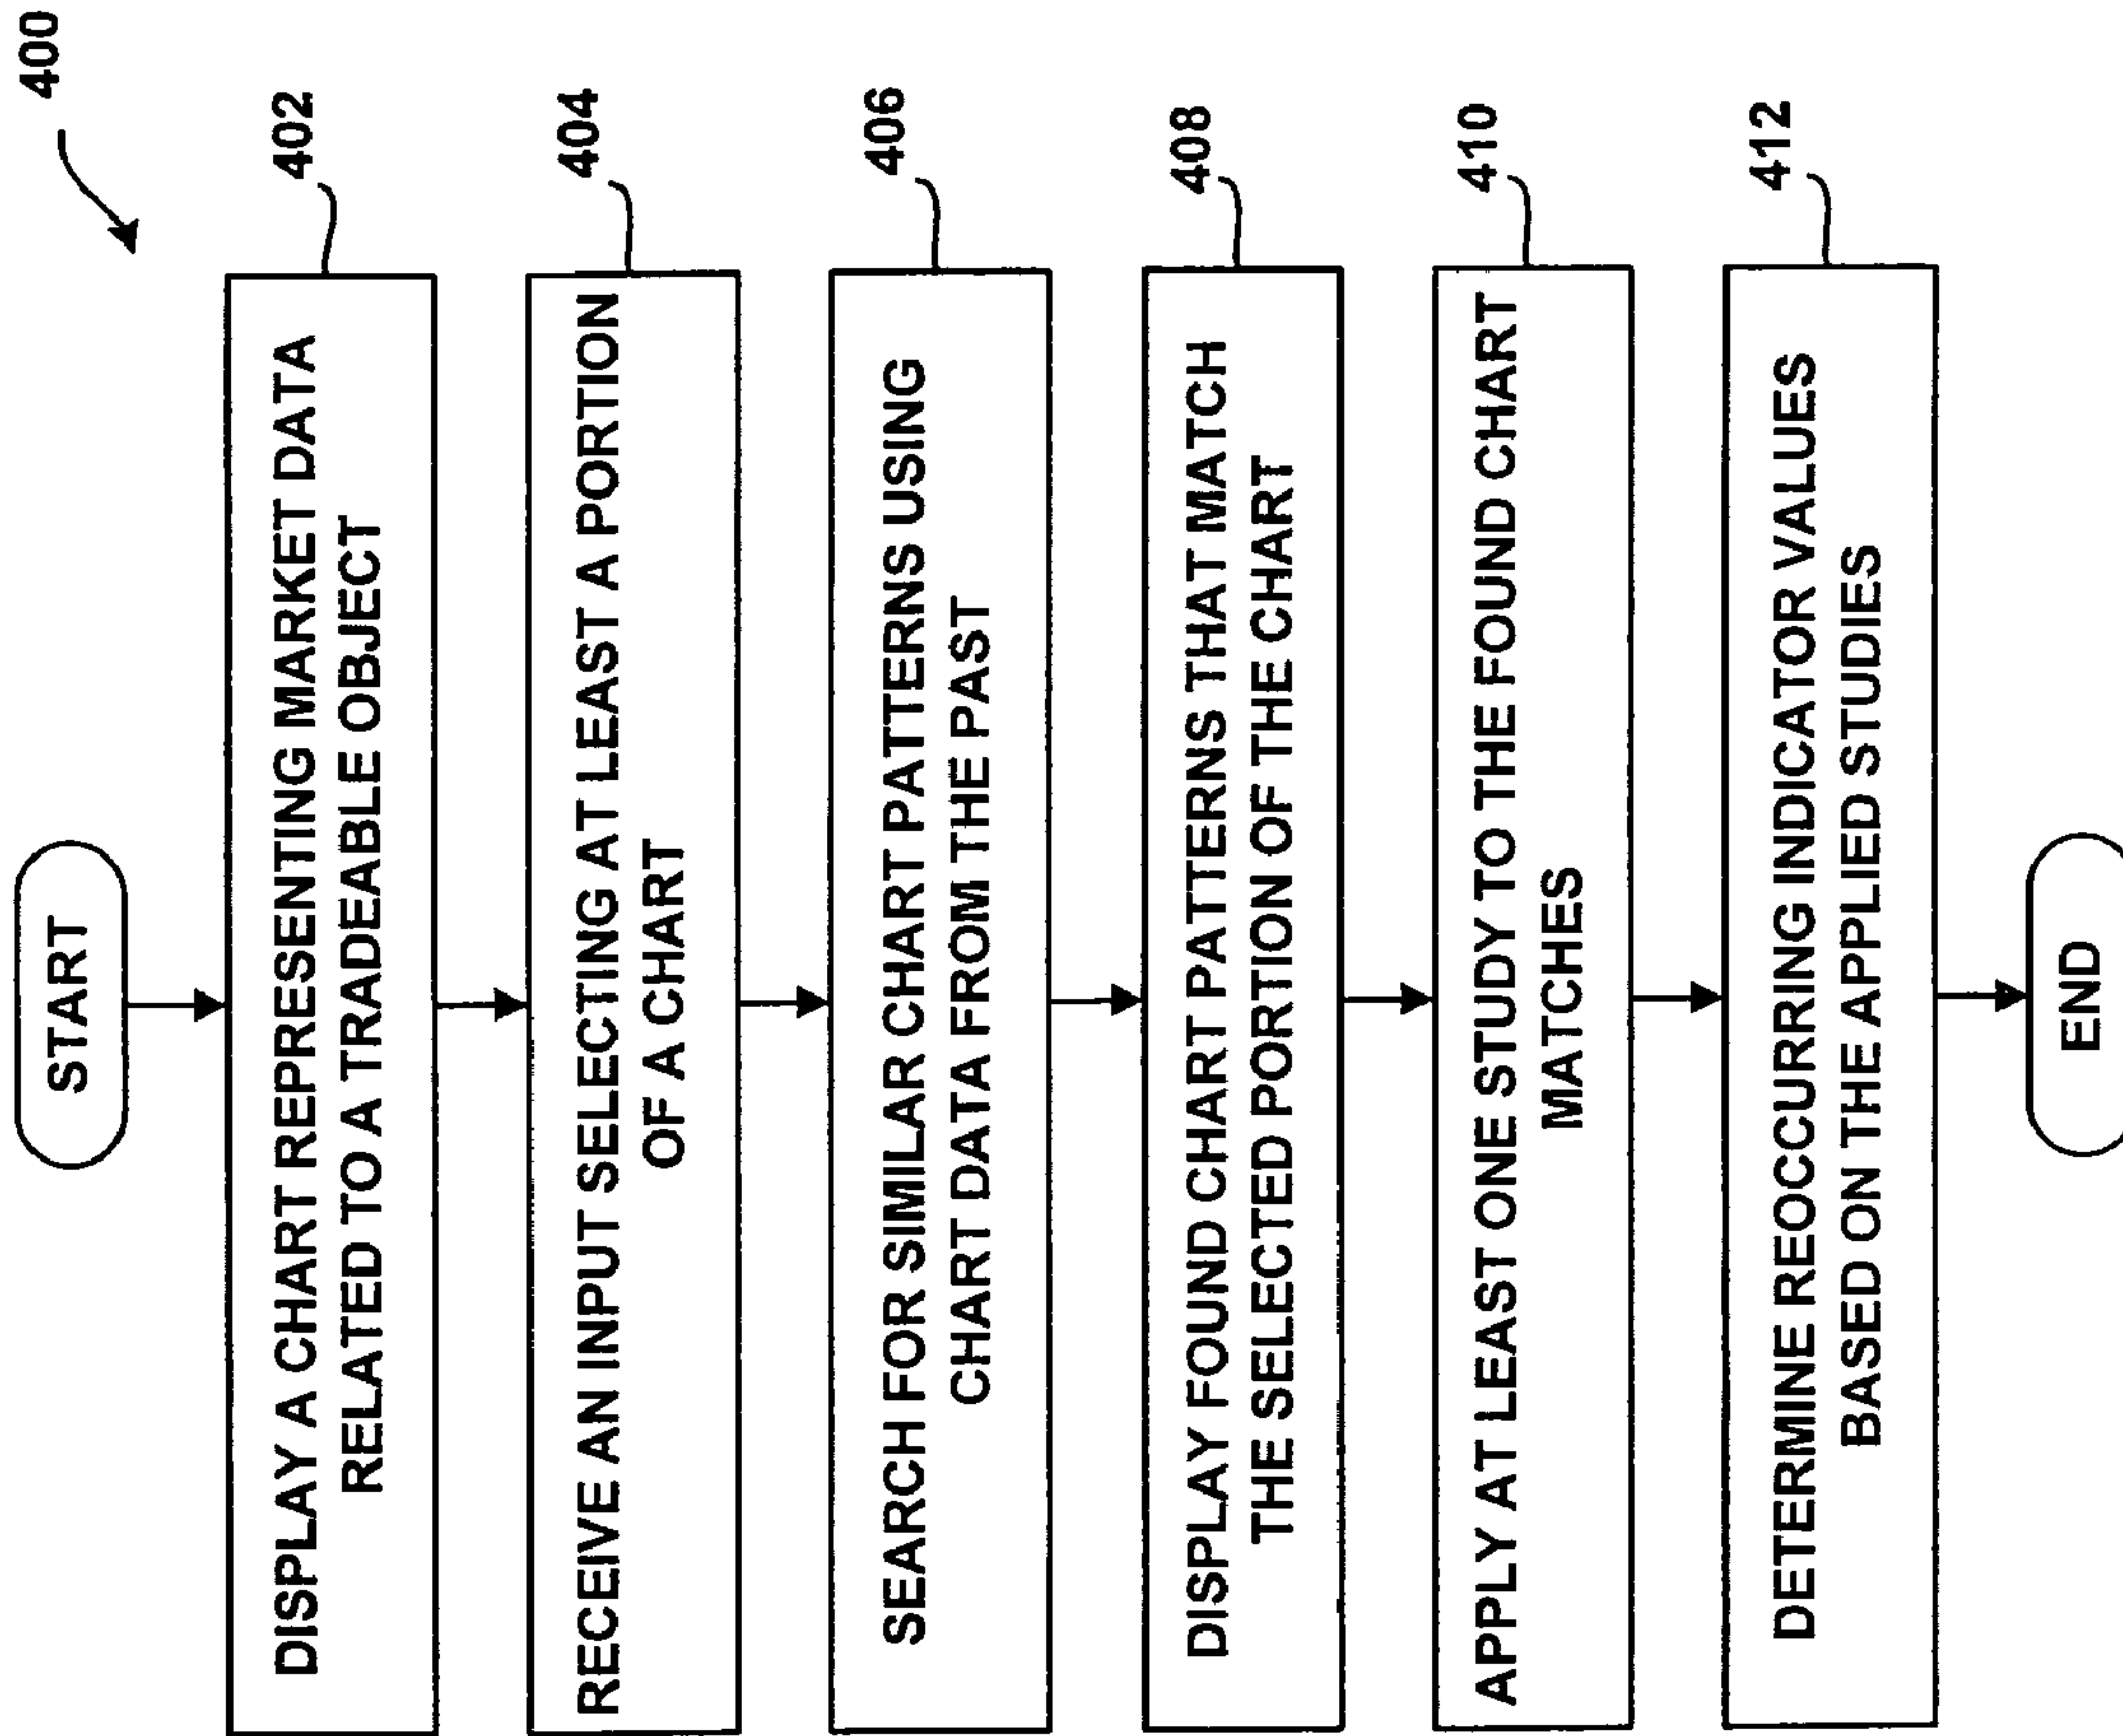 400
START
DISPLAY A CHART REPRESENTING MARKET DATA
RELATED TO A TRADEABLE OBJECT
402
RECEIVE AN INPUT SELECTING AT LEAST A PORTION
OF A CHART
404
SEARCH FOR SIMILAR CHART PATTERNS USING
CHART DATA FROM THE PAST
406
DISPLAY FOUND CHART PATTERNS THAT MATCH
THE SELECTED PORTION OF THE CHART
408
APPLY AT LEAST ONE STUDY TO THE FOUND CHART
MATCHES
410
DETERMINE REOCCURRING INDICATOR VALUES
BASED ON THE APPLIED STUDIES
412
END